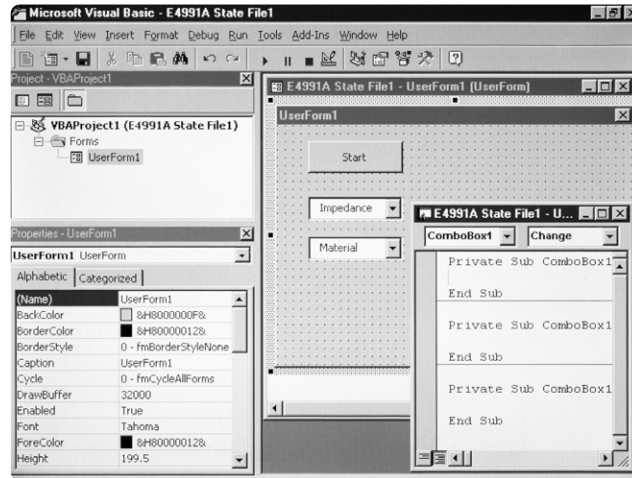 Microsoft Visual Basic - E4991A State File1
File Edit View Insert Format Debug Run Tools Add-Ins Window Help
Project - VBAProject1
VBAProject1 (E4991A State File1)
Forms
UserForm1
Properties - UserForm1
UserForm1 UserForm
Alphabetic Categorized
(Name) UserForm1
BackColor &H8000000F&
BorderColor &H80000012&
BorderStyle 0 - fmBorderStyleNone
Caption UserForm1
Cycle 0 - fmCycleAllForms
DrawBuffer 32000
Enabled True
Font Tahoma
ForeColor &H80000012&
Height 199.5
E4991A State File1 - UserForm1 (UserForm)
UserForm1
Start
Impedance
Material
E4991A State File1 - U...
ComboBox1 Change
Private Sub ComboBox1
End Sub
Private Sub ComboBox1
End Sub
Private Sub ComboBox1
End Sub